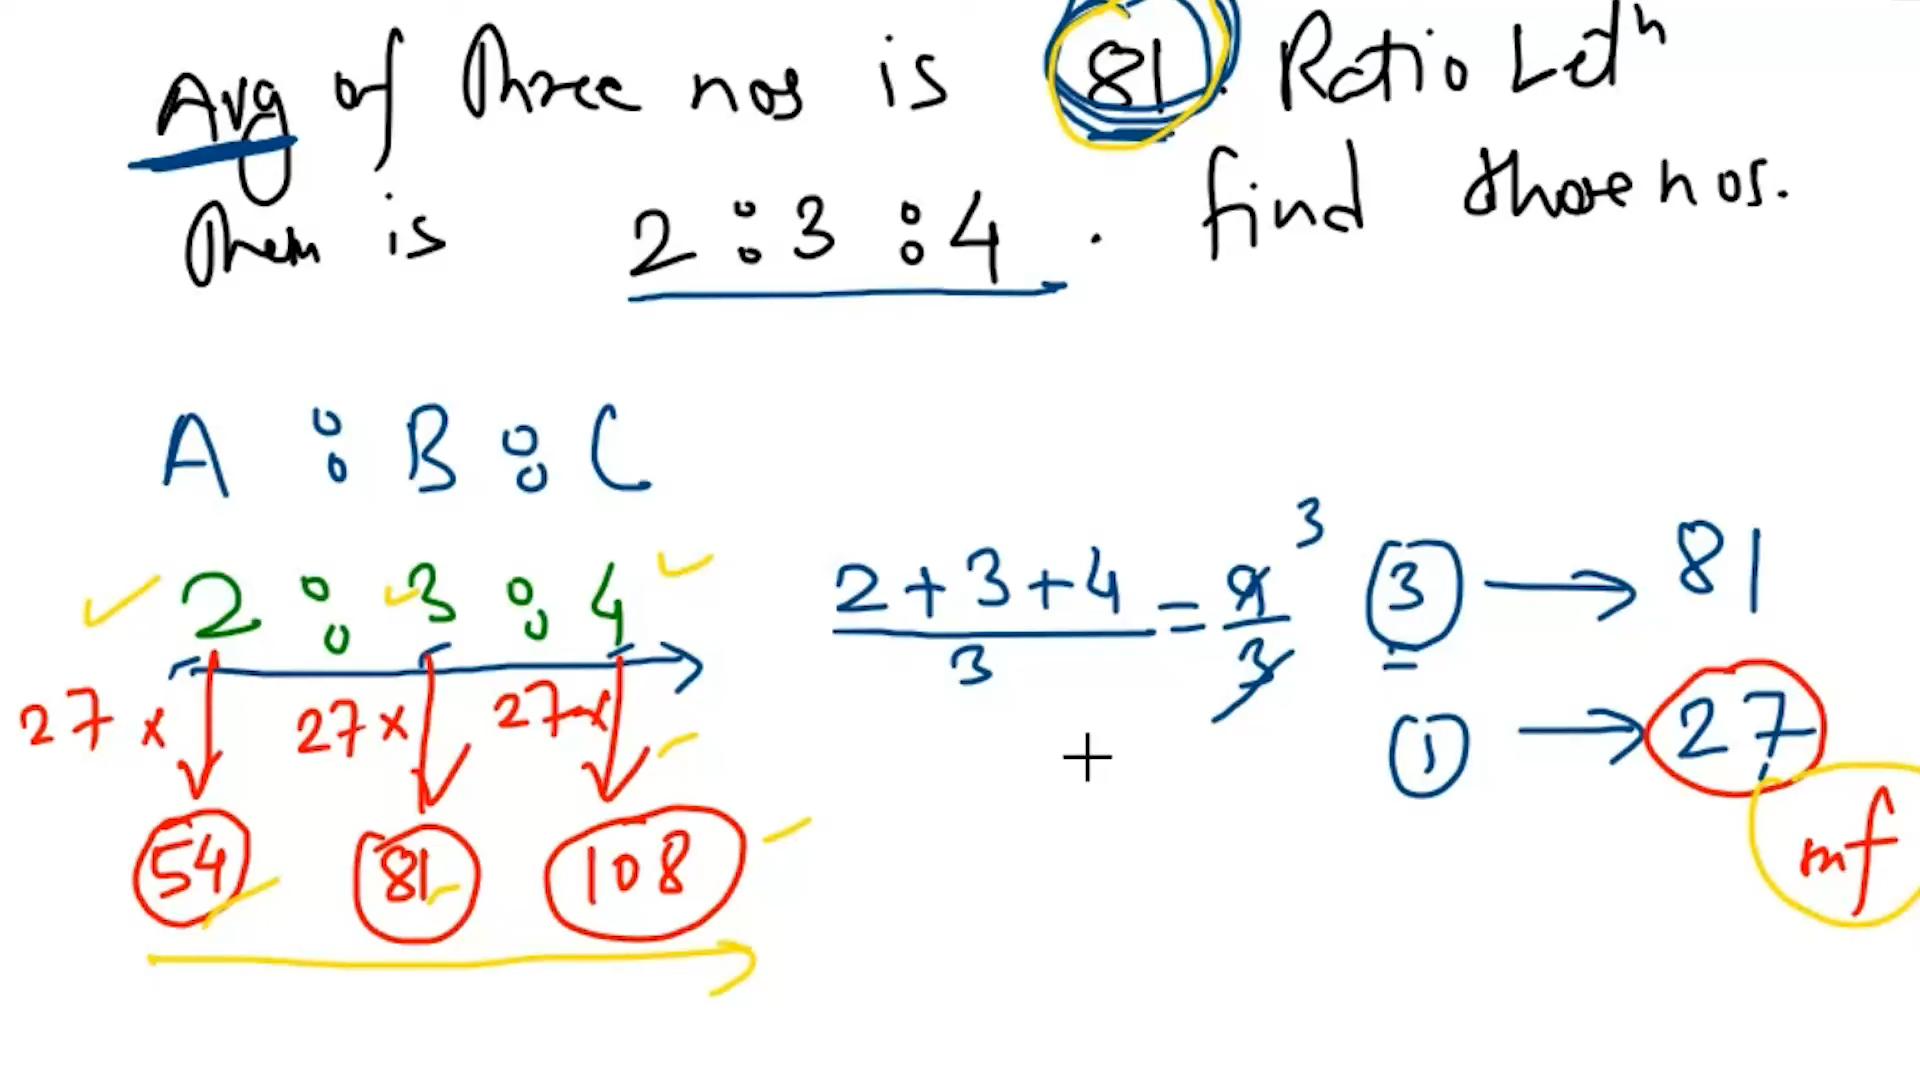 Avg of three nos is 81. Ratio betn
them is 2 : 3 : 4 . find those nos.
A : B : C
2 : 3 : 4
2 + 3 + 4 / 3 = 9 / 3 3
3 → 81
27 × 27 × 27 ×
1 → 27
mf
54 81 108